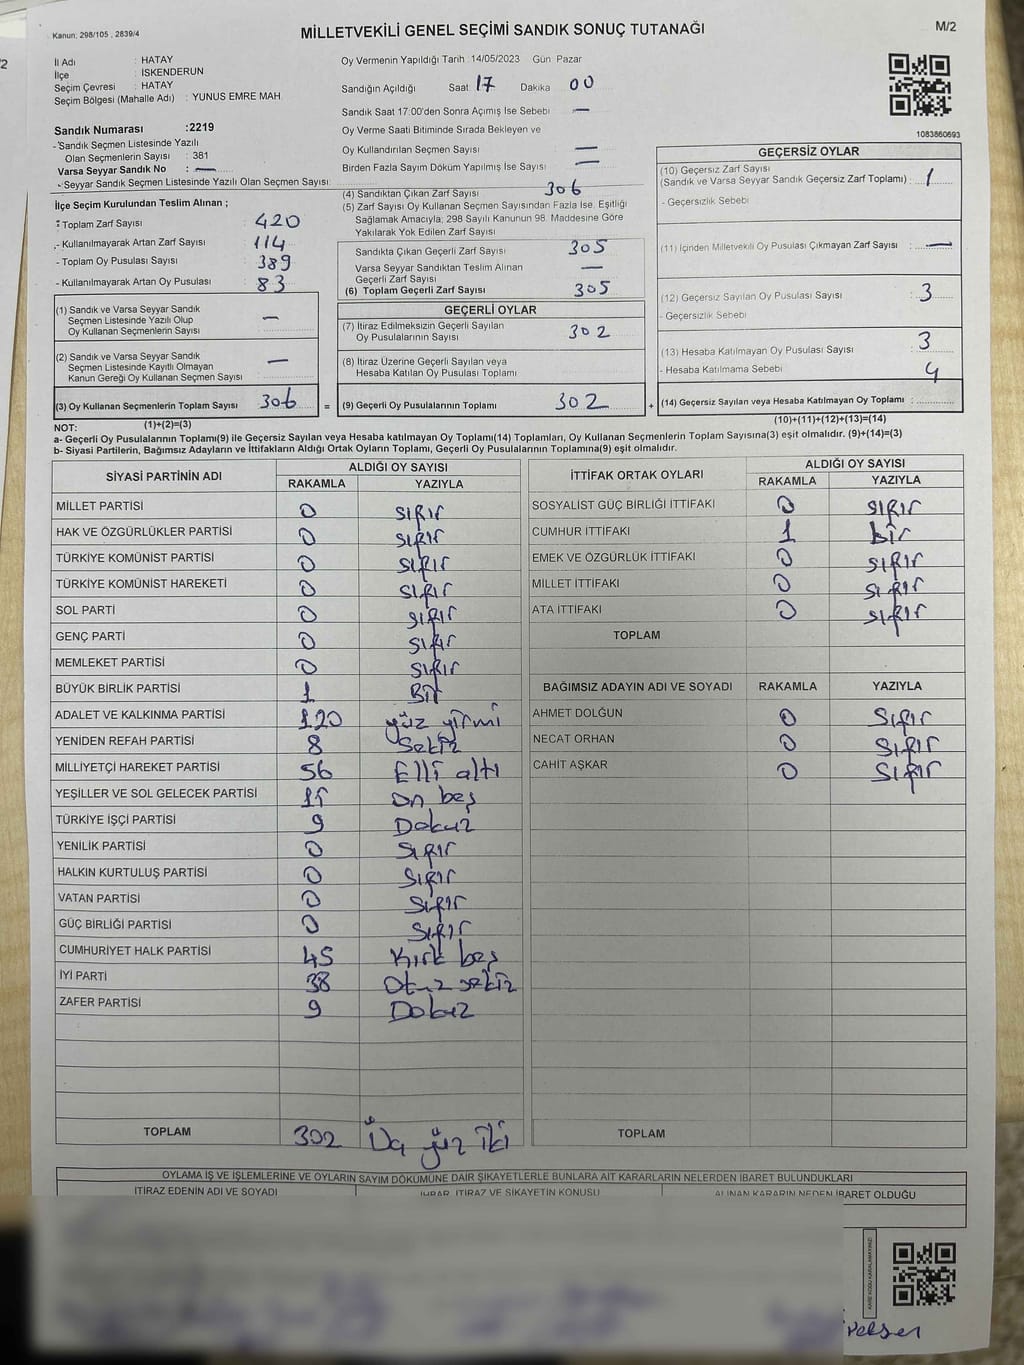 Kanun: 298/105 , 2839/4
MİLLETVEKİLİ GENEL SEÇİMİ SANDIK SONUÇ TUTANAĞI
M/2
İl Adı : HATAY
İlçe : İSKENDERUN
Seçim Çevresi : HATAY
Seçim Bölgesi (Mahalle Adı) : YUNUS EMRE MAH.
Sandık Numarası :2219
- Sandık Seçmen Listesinde Yazılı
Olan Seçmenlerin Sayısı : 381
Varsa Seyyar Sandık No : —
- Seyyar Sandık Seçmen Listesinde Yazılı Olan Seçmen Sayısı:
İlçe Seçim Kurulundan Teslim Alınan ;
- Toplam Zarf Sayısı : 420
- Kullanılmayarak Artan Zarf Sayısı : 114
- Toplam Oy Pusulası Sayısı : 389
- Kullanılmayarak Artan Oy Pusulası : 83
(1) Sandık ve Varsa Seyyar Sandık
Seçmen Listesinde Yazılı Olup
Oy Kullanan Seçmenlerin Sayısı : —
(2) Sandık ve Varsa Seyyar Sandık
Seçmen Listesinde Kayıtlı Olmayan
Kanun Gereği Oy Kullanan Seçmen Sayısı : —
(3) Oy Kullanan Seçmenlerin Toplam Sayısı : 306 =
(1)+(2)=(3)
Oy Vermenin Yapıldığı Tarih :14/05/2023 Gün Pazar
Sandığın Açıldığı Saat : 17 Dakika : 00
Sandık Saat 17:00'den Sonra Açımış İse Sebebi : —
Oy Verme Saati Bitiminde Sırada Bekleyen ve
Oy Kullandırılan Seçmen Sayısı : —
Birden Fazla Sayım Döküm Yapılmış İse Sayısı : —
(4) Sandıktan Çıkan Zarf Sayısı : 306
(5) Zarf Sayısı Oy Kullanan Seçmen Sayısından Fazla İse, Eşitliği
Sağlamak Amacıyla; 298 Sayılı Kanunun 98. Maddesine Göre
Yakılarak Yok Edilen Zarf Sayısı
Sandıkta Çıkan Geçerli Zarf Sayısı : 305
Varsa Seyyar Sandıktan Teslim Alınan
Geçerli Zarf Sayısı : —
(6) Toplam Geçerli Zarf Sayısı : 305
GEÇERLİ OYLAR
(7) İtiraz Edilmeksizin Geçerli Sayılan
Oy Pusulalarının Sayısı : 302
(8) İtiraz Üzerine Geçerli Sayılan veya
Hesaba Katılan Oy Pusulası Toplamı :
(9) Geçerli Oy Pusulalarının Toplamı : 302 +
1083860693
GEÇERSİZ OYLAR
(10) Geçersiz Zarf Sayısı
(Sandık ve Varsa Seyyar Sandık Geçersiz Zarf Toplamı) : 1
- Geçersizlik Sebebi
(11) İçinden Milletvekili Oy Pusulası Çıkmayan Zarf Sayısı : —
(12) Geçersiz Sayılan Oy Pusulası Sayısı : 3
- Geçersizlik Sebebi
(13) Hesaba Katılmayan Oy Pusulası Sayısı : 3
- Hesaba Katılmama Sebebi
4
(14) Geçersiz Sayılan veya Hesaba Katılmayan Oy Toplamı :
(10)+(11)+(12)+(13)=(14)
NOT:
a- Geçerli Oy Pusulalarının Toplamı(9) ile Geçersiz Sayılan veya Hesaba katılmayan Oy Toplamı(14) Toplamları, Oy Kullanan Seçmenlerin Toplam Sayısına(3) eşit olmalıdır. (9)+(14)=(3)
b- Siyasi Partilerin, Bağımsız Adayların ve İttifakların Aldığı Ortak Oyların Toplamı, Geçerli Oy Pusulalarının Toplamına(9) eşit olmalıdır.
SİYASİ PARTİNİN ADI ALDIĞI OY SAYISI
RAKAMLA YAZIYLA
MİLLET PARTİSİ 0 sıfır
HAK VE ÖZGÜRLÜKLER PARTİSİ 0 sıfır
TÜRKİYE KOMÜNİST PARTİSİ 0 sıfır
TÜRKİYE KOMÜNİST HAREKETİ 0 sıfır
SOL PARTİ 0 sıfır
GENÇ PARTİ 0 sıfır
MEMLEKET PARTİSİ 0 sıfır
BÜYÜK BİRLİK PARTİSİ 1 Bir
ADALET VE KALKINMA PARTİSİ 120 yüz yirmi
YENİDEN REFAH PARTİSİ 8 Sekiz
MİLLİYETÇİ HAREKET PARTİSİ 56 Elli altı
YEŞİLLER VE SOL GELECEK PARTİSİ 15 on beş
TÜRKİYE İŞÇİ PARTİSİ 9 Dokuz
YENİLİK PARTİSİ 0 sıfır
HALKIN KURTULUŞ PARTİSİ 0 sıfır
VATAN PARTİSİ 0 sıfır
GÜÇ BİRLİĞİ PARTİSİ 0 sıfır
CUMHURİYET HALK PARTİSİ 45 Kırk beş
İYİ PARTİ 38 Otuz sekiz
ZAFER PARTİSİ 9 Dokuz
TOPLAM 302 Üç yüz iki
İTTİFAK ORTAK OYLARI ALDIĞI OY SAYISI
RAKAMLA YAZIYLA
SOSYALİST GÜÇ BİRLİĞİ İTTİFAKI 0 sıfır
CUMHUR İTTİFAKI 1 Bir
EMEK VE ÖZGÜRLÜK İTTİFAKI 0 sıfır
MİLLET İTTİFAKI 0 sıfır
ATA İTTİFAKI 0 sıfır
TOPLAM
BAĞIMSIZ ADAYIN ADI VE SOYADI RAKAMLA YAZIYLA
AHMET DOLĞUN 0 Sıfır
NECAT ORHAN 0 Sıfır
CAHİT AŞKAR 0 Sıfır
TOPLAM
OYLAMA İŞ VE İŞLEMLERİNE VE OYLARIN SAYIM DÖKÜMÜNE DAİR ŞİKAYETLERLE BUNLARA AİT KARARLARIN NELERDEN İBARET BULUNDUKLARI
İTİRAZ EDENİN ADI VE SOYADI İHBAR, İTİRAZ VE ŞİKAYETİN KONUSU ALINAN KARARIN NEDEN İBARET OLDUĞU
KARE KODU KARALAMAYINIZ!